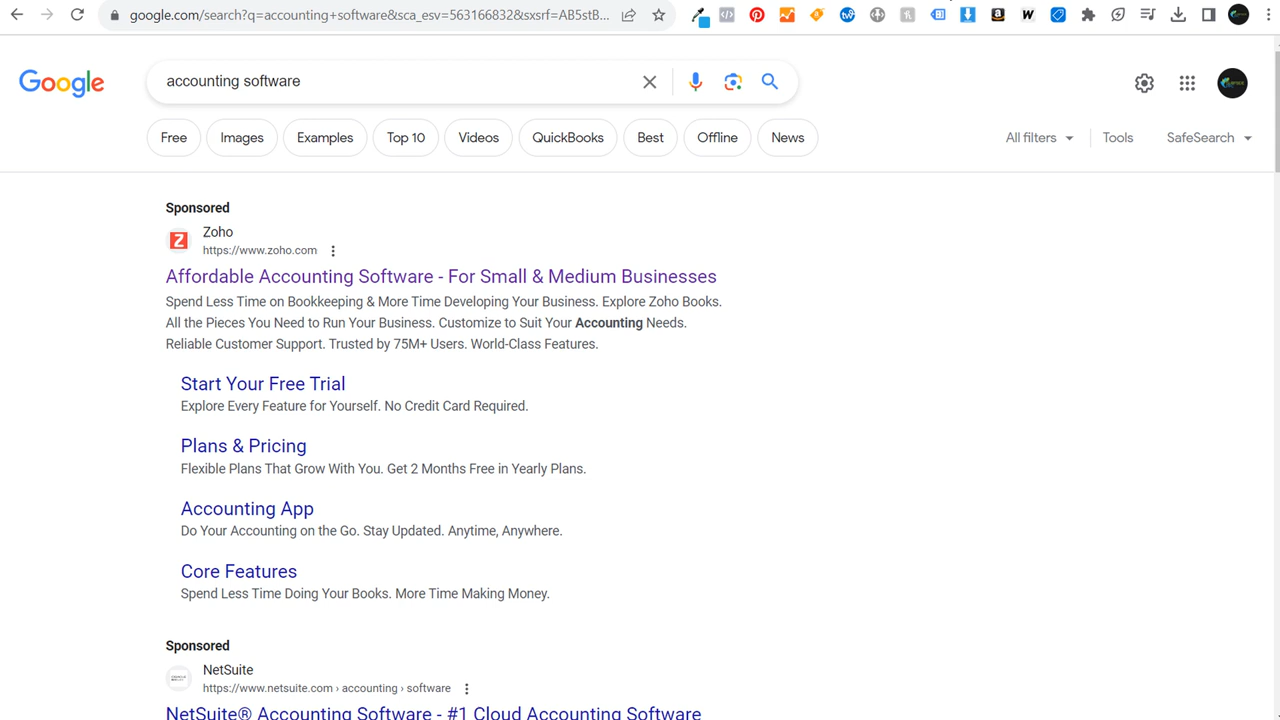 google.com/search?q=accounting+software&sca_esv=563166832&sxsrf=AB5stB...
Google
accounting software
Free
Images
Examples
Top 10
Videos
QuickBooks
Best
Offline
News
All filters
Tools
SafeSearch
Sponsored
Zoho
https://www.zoho.com
Affordable Accounting Software - For Small & Medium Businesses
Spend Less Time on Bookkeeping & More Time Developing Your Business. Explore Zoho Books.
All the Pieces You Need to Run Your Business. Customize to Suit Your Accounting Needs.
Reliable Customer Support. Trusted by 75M+ Users. World-Class Features.
Start Your Free Trial
Explore Every Feature for Yourself. No Credit Card Required.
Plans & Pricing
Flexible Plans That Grow With You. Get 2 Months Free in Yearly Plans.
Accounting App
Do Your Accounting on the Go. Stay Updated. Anytime, Anywhere.
Core Features
Spend Less Time Doing Your Books. More Time Making Money.
Sponsored
NetSuite
https://www.netsuite.com › accounting › software
NetSuite® Accounting Software - #1 Cloud Accounting Software